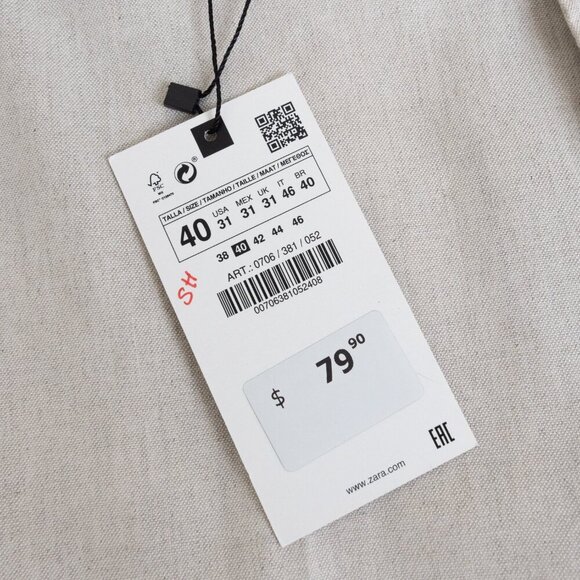 FSC
TALLA / SIZE / TAMANHO / TAILLE / MAAT / ΜΕΓΕΘΟΣ
40 USA 31 MEX 31 UK 31 IT 46 BR 40
38 40 42 44 46
ART.: 0706 / 381 / 052
SH
00706381052408
$ 79 90
EAC
www.zara.com